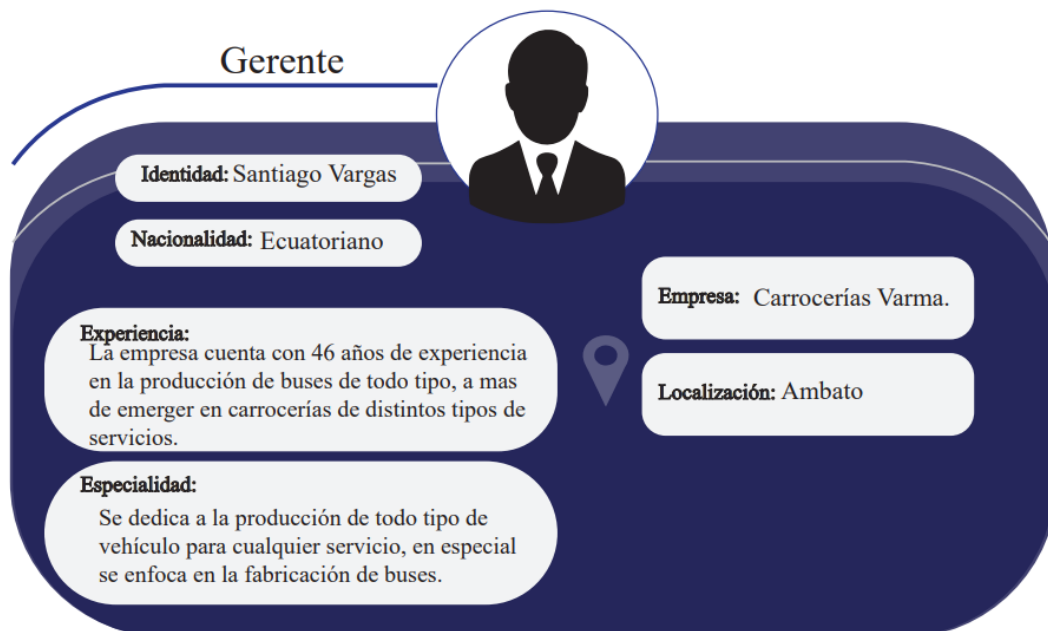 Gerente
Identidad: Santiago Vargas
Nacionalidad: Ecuatoriano
Experiencia:
La empresa cuenta con 46 años de experiencia
en la producción de buses de todo tipo, a mas
de emerger en carrocerías de distintos tipos de
servicios.
Especialidad:
Se dedica a la producción de todo tipo de
vehículo para cualquier servicio, en especial
se enfoca en la fabricación de buses.
Empresa: Carrocerías Varma.
Localización: Ambato